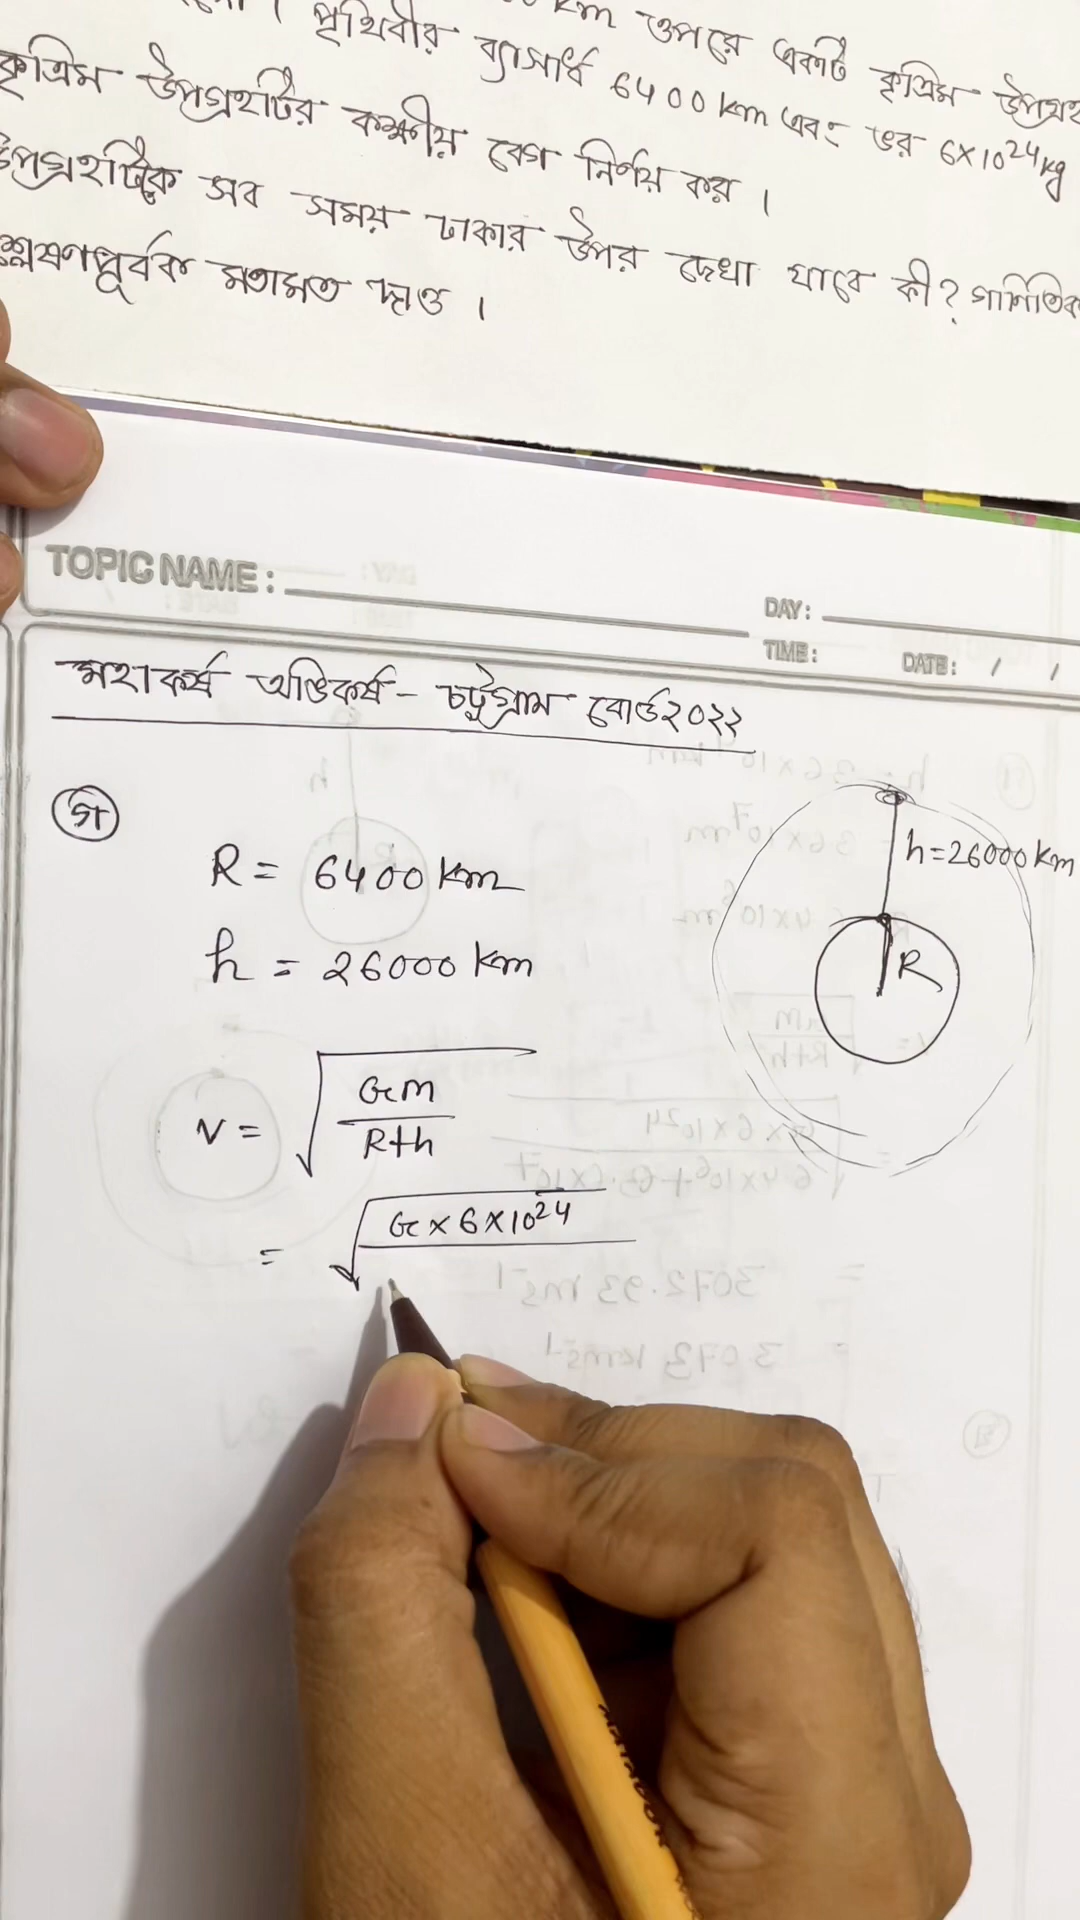 km ওপরে একটি কৃত্রিম উপগ্রহ
পৃথিবীর ব্যাসার্ধ 6400 km এবং ভর 6×10²⁴kg
কৃত্রিম উপগ্রহটির কক্ষীয় বেগ নির্ণয় কর ।
উপগ্রহটিকে সব সময় ঢাকার উপর দেখা যাবে কী? গাণিতিক
শ্লেষণপূর্বক মতামত দাও ।
TOPIC NAME :
DAY :
TIME :
DATE : / /
মহাকর্ষ অভিকর্ষ - চট্টগ্রাম বোর্ড ২০২২
গ
R = 6400 km
h = 26000 km
h = 26000 km
R
v = √(GM / R+h)
= √(G × 6 × 10²⁴